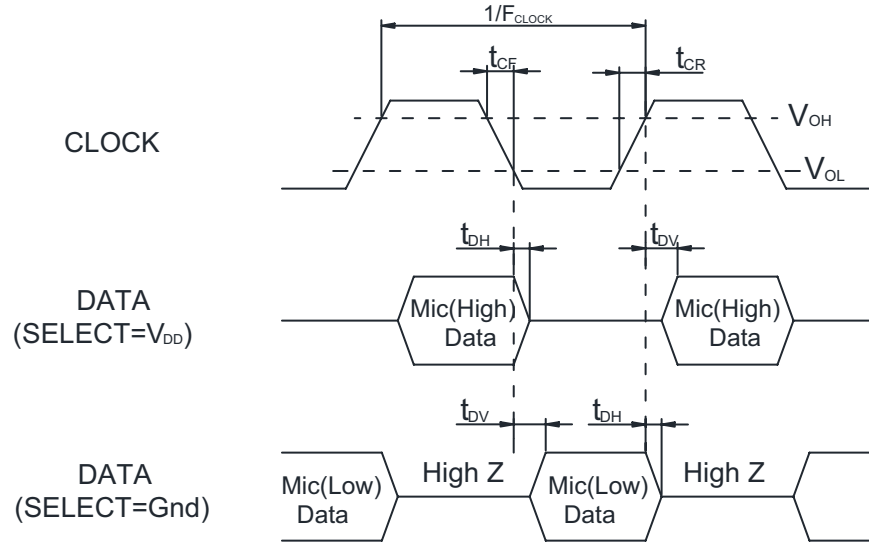 1/FCLOCK
tCF
tCR
CLOCK
VOH
VOL
tDH
tDV
DATA
(SELECT=VDD)
Mic(High)
Data
Mic(High)
Data
tDV
tDH
DATA
(SELECT=Gnd)
Mic(Low)
Data
High Z
Mic(Low)
Data
High Z